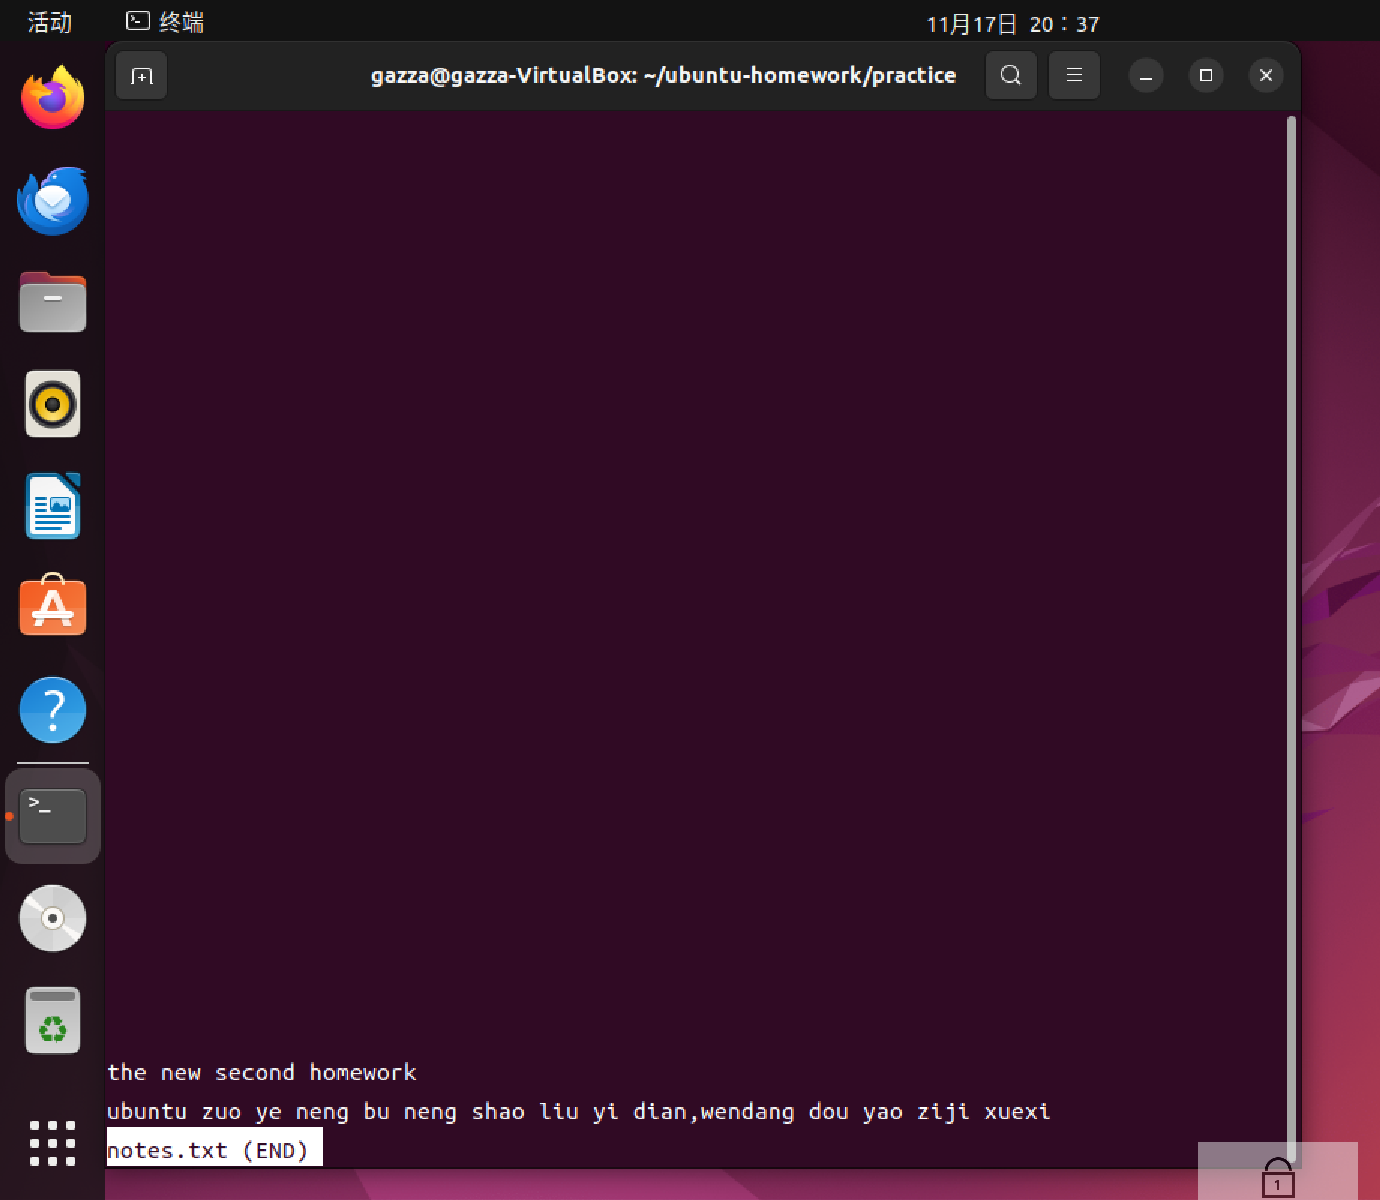 活动 终端 11月17日 20：37
gazza@gazza-VirtualBox: ~/ubuntu-homework/practice
the new second homework
ubuntu zuo ye neng bu neng shao liu yi dian,wendang dou yao ziji xuexi
notes.txt (END)
1